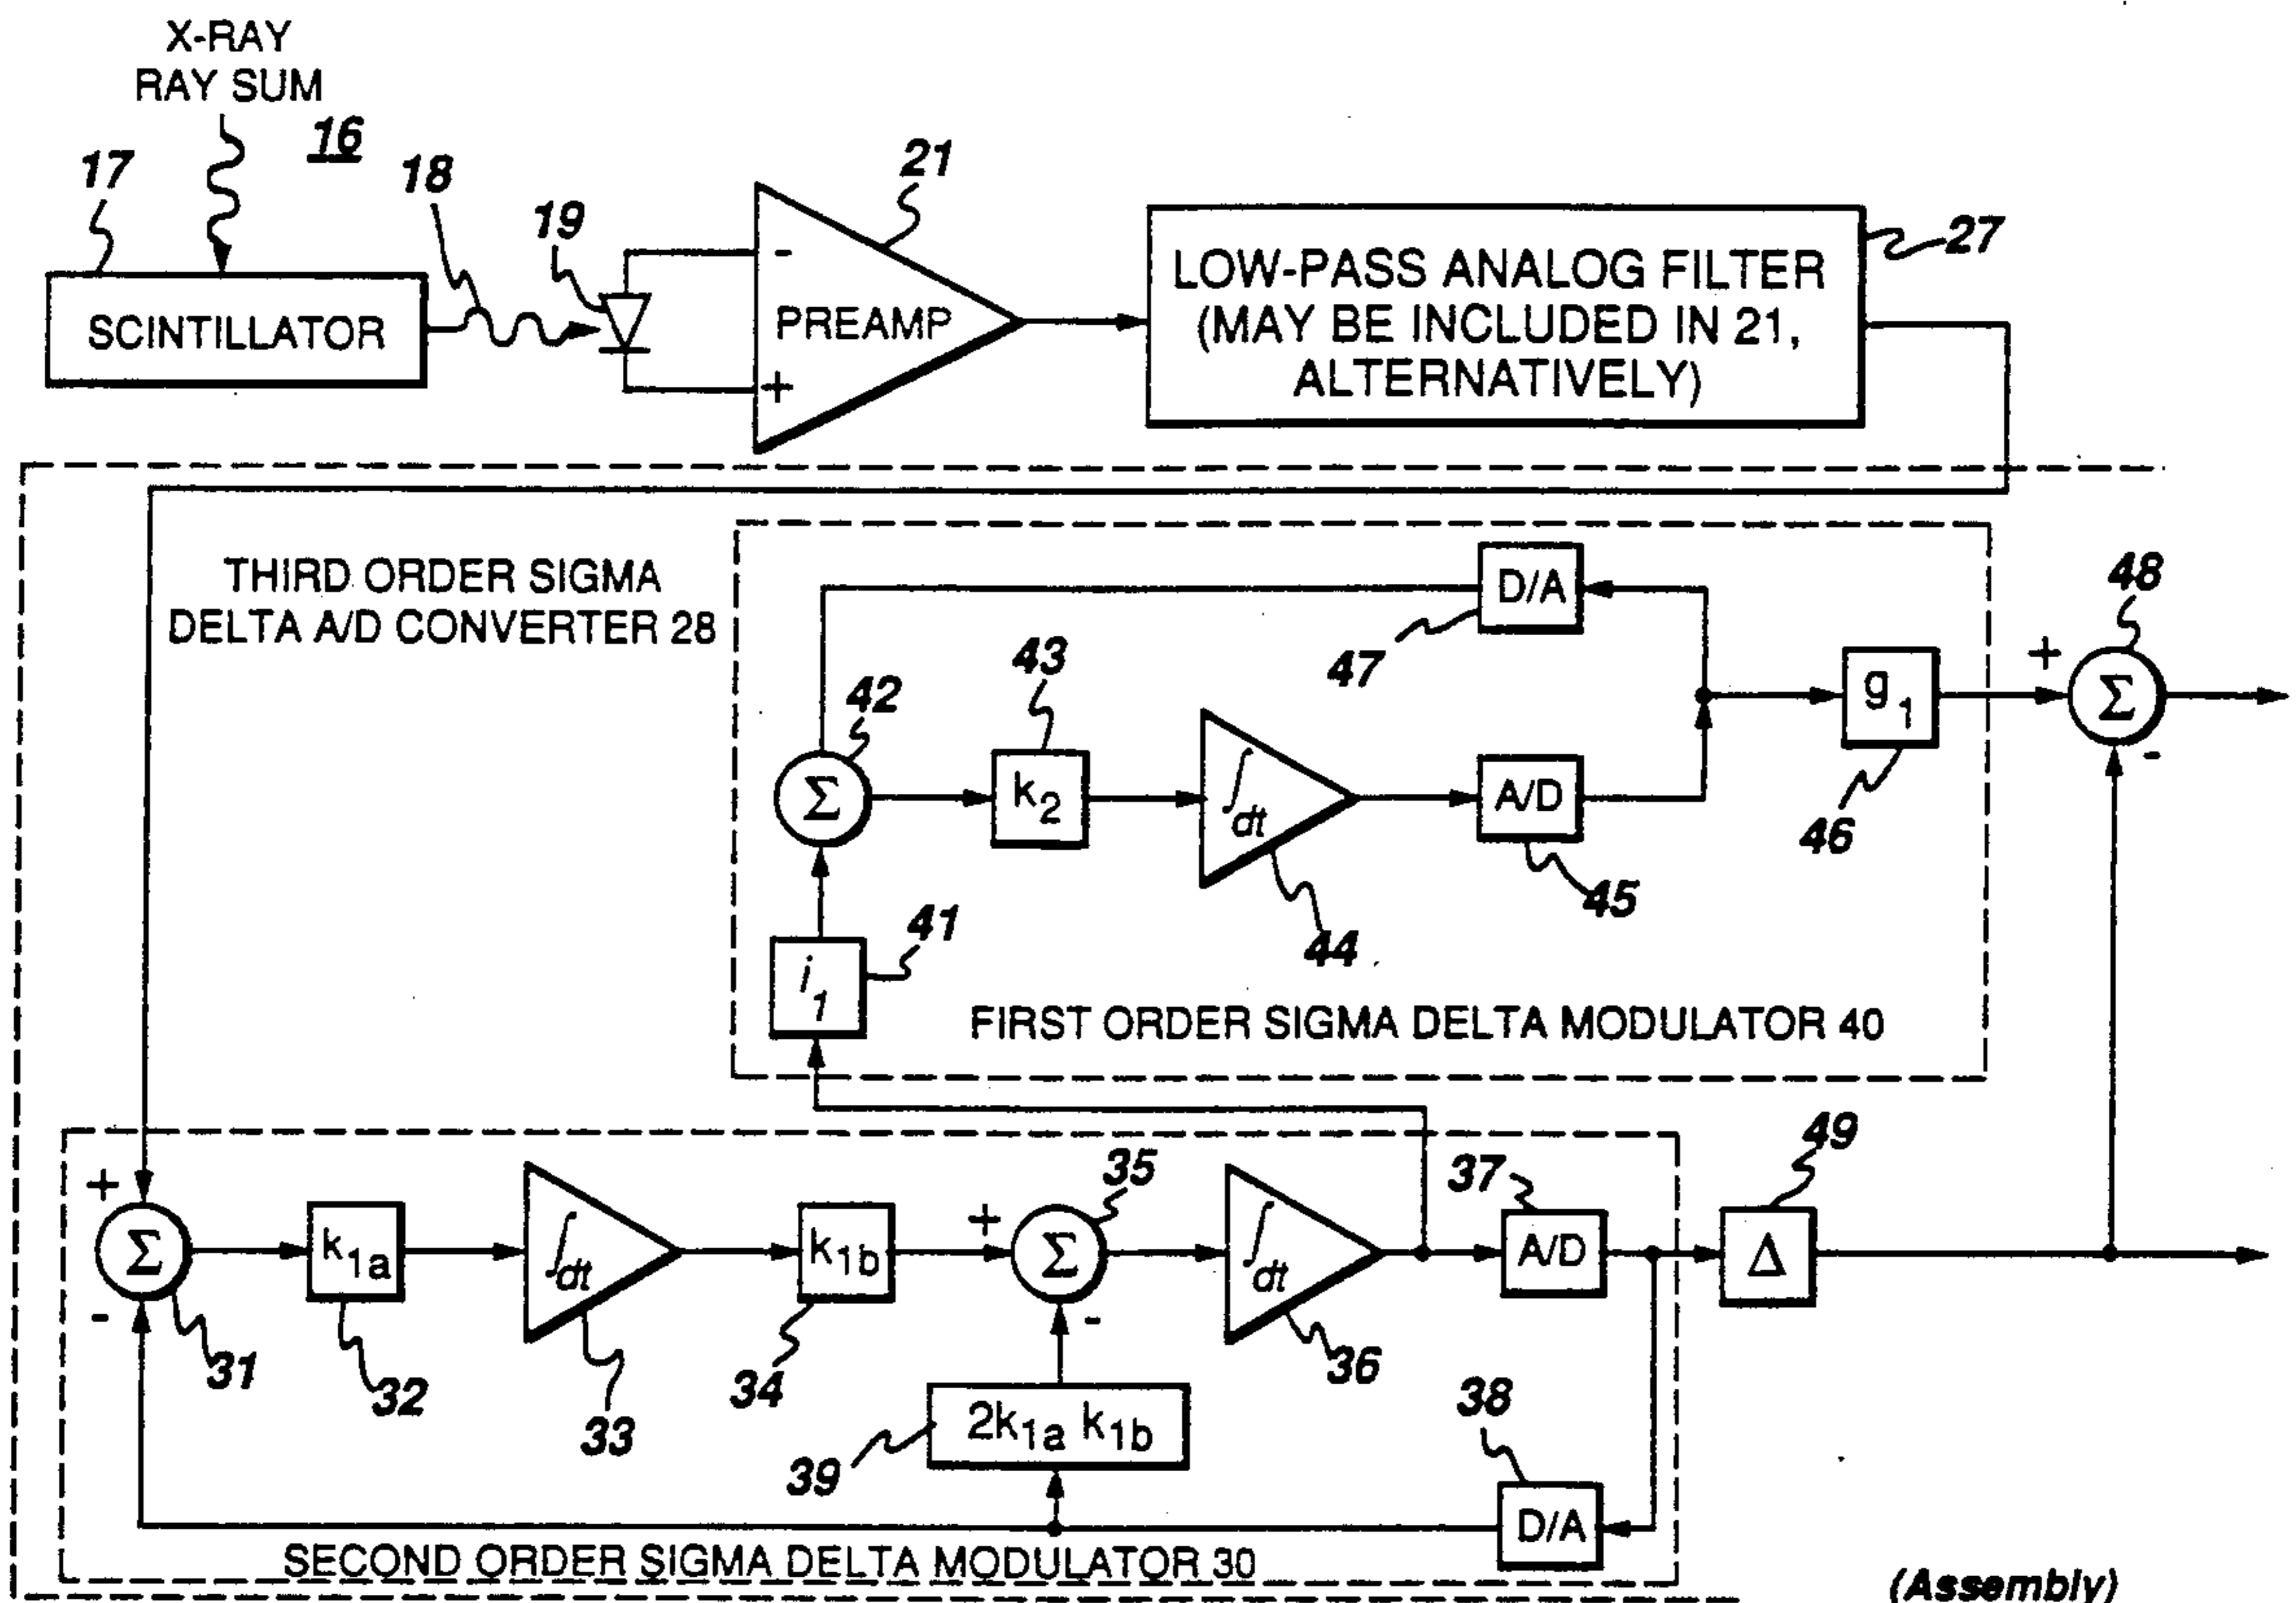 X-RAY
RAY SUM
16
17
18
19
21
27
SCINTILLATOR
-
PREAMP
+
LOW-PASS ANALOG FILTER
(MAY BE INCLUDED IN 21,
ALTERNATIVELY)
THIRD ORDER SIGMA
DELTA A/D CONVERTER 28
D/A
47
48
42
43
+
g1
Σ
-
46
Σ
k2
∫dt
A/D
45
44
41
i1
FIRST ORDER SIGMA DELTA MODULATOR 40
49
+
Σ
-
31
k1a
32
∫dt
33
k1b
34
+
Σ
-
35
∫dt
36
37
A/D
Δ
2k1a k1b
39
38
D/A
SECOND ORDER SIGMA DELTA MODULATOR 30
(Assembly)